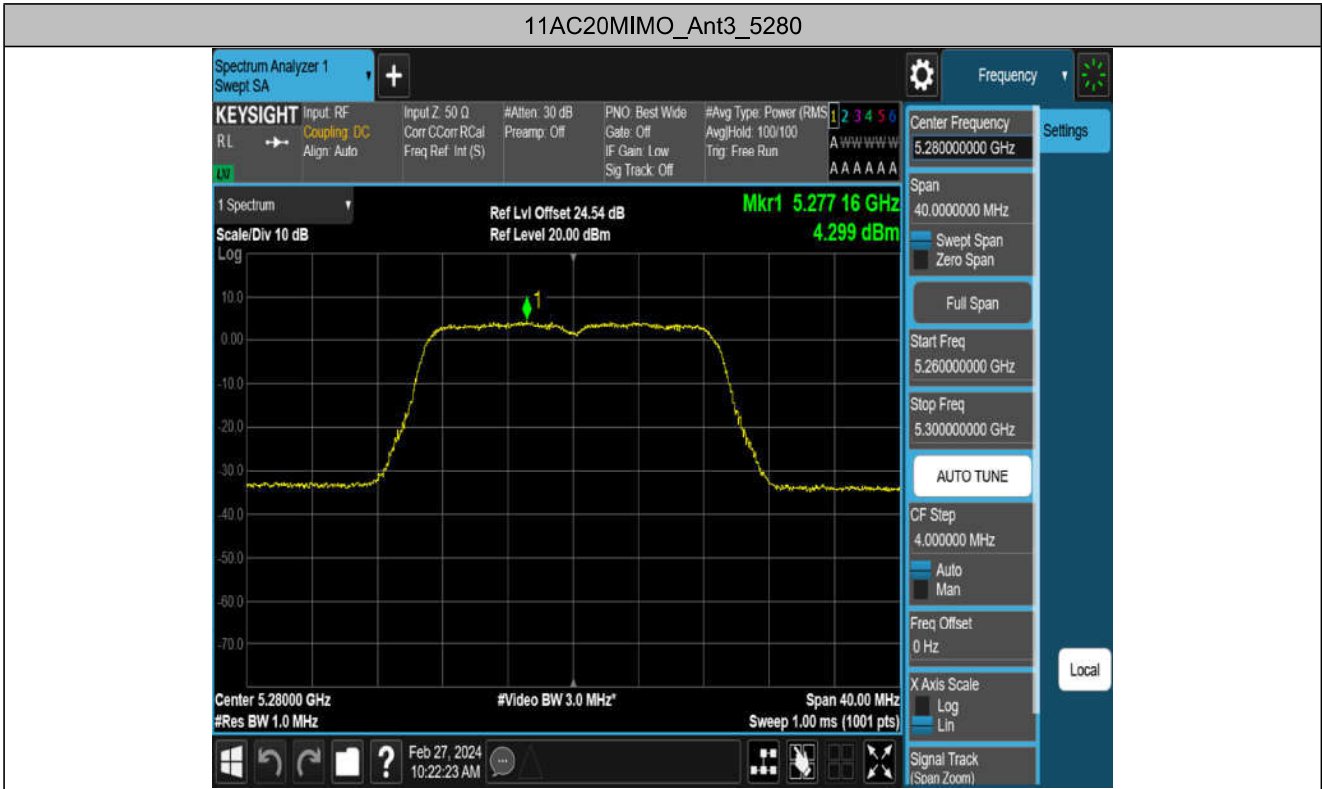 11AC20MIMO_Ant3_5280
Spectrum Analyzer 1
Swept SA
+
Frequency
KEYSIGHT
Input: RF
Input Z: 50 Ω
#Atten: 30 dB
PNO: Best Wide
#Avg Type: Power (RMS
1 2 3 4 5 6
RL
Coupling: DC
Corr CCorr RCal
Preamp: Off
Gate: Off
Avg|Hold: 100/100
A W W W W W
Align: Auto
Freq Ref: Int (S)
IF Gain: Low
Trig: Free Run
Sig Track: Off
A A A A A A
Center Frequency
5.280000000 GHz
Settings
Span
40.0000000 MHz
Swept Span
Zero Span
Full Span
Start Freq
5.260000000 GHz
Stop Freq
5.300000000 GHz
AUTO TUNE
CF Step
4.000000 MHz
Auto
Man
Freq Offset
0 Hz
X Axis Scale
Log
Lin
Signal Track
(Span Zoom)
Local
1 Spectrum
Ref Lvl Offset 24.54 dB
Mkr1 5.277 16 GHz
Scale/Div 10 dB
Ref Level 20.00 dBm
4.299 dBm
Log
1
10.0
0.00
-10.0
-20.0
-30.0
-40.0
-50.0
-60.0
-70.0
Center 5.28000 GHz
#Video BW 3.0 MHz*
Span 40.00 MHz
#Res BW 1.0 MHz
Sweep 1.00 ms (1001 pts)
?
Feb 27, 2024
10:22:23 AM